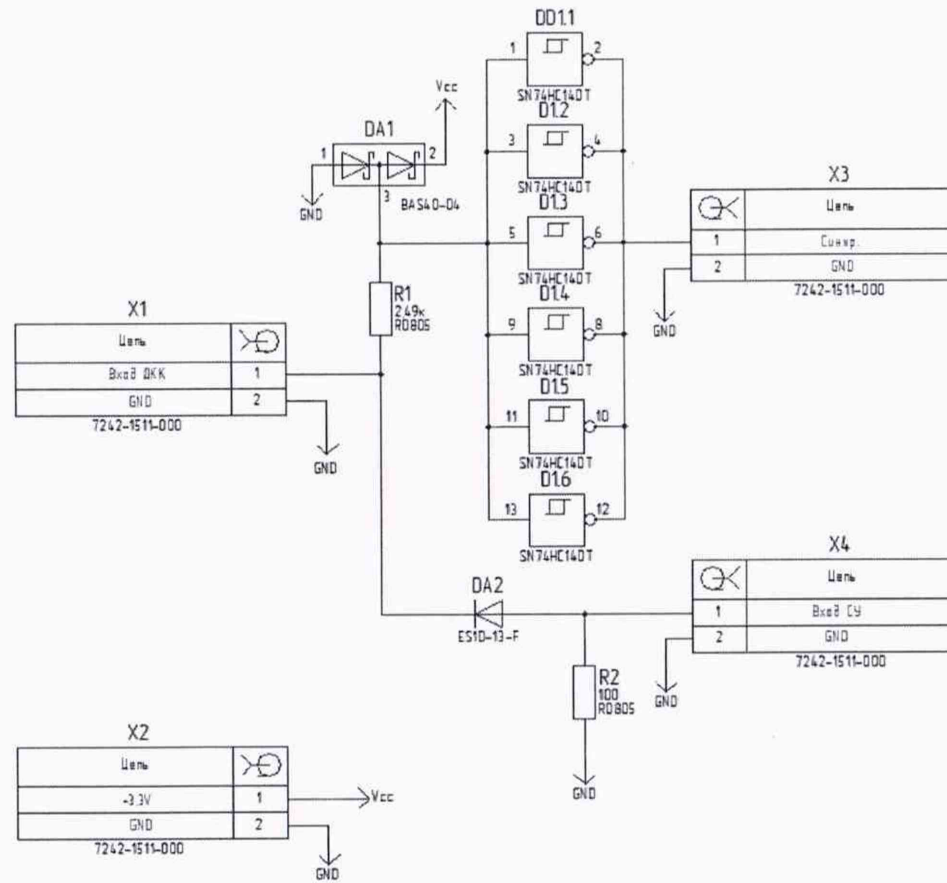 DD1.1
1
2
SN74HC14DT
D1.2
3
4
SN74HC14DT
D1.3
5
6
SN74HC14DT
D1.4
9
8
SN74HC14DT
D1.5
11
10
SN74HC14DT
D1.6
13
12
SN74HC14DT
Vcc
DA1
1
2
3
BAS40-04
GND
R1
2.49к
R0805
X1
Цепь
Вход ДКК
1
GND
2
7242-1511-000
GND
X3
Цепь
1
Синхр.
2
GND
7242-1511-000
GND
DA2
ES1D-13-F
X4
Цепь
1
Вход СУ
2
GND
7242-1511-000
GND
R2
100
R0805
GND
X2
Цепь
-3.3V
1
Vcc
GND
2
7242-1511-000
GND